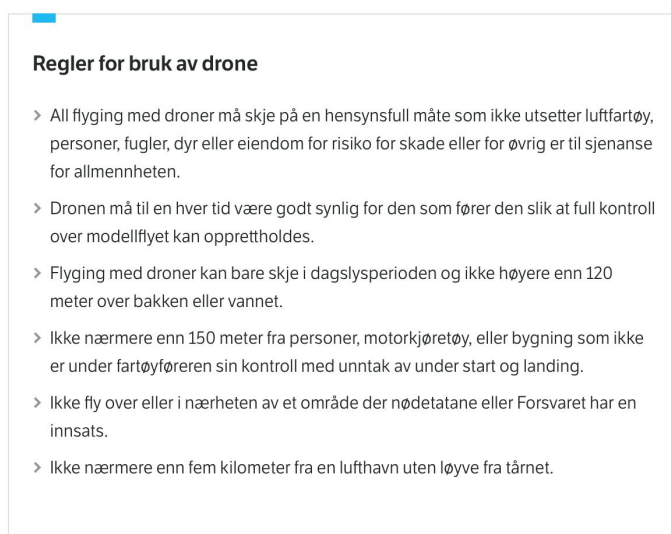 Regler for bruk av drone
All flyging med droner må skje på en hensynsfull måte som ikke utsetter luftfartøy,
personer, fugler, dyr eller eiendom for risiko for skade eller for øvrig er til sjenanse
for allmennheten.
Dronen må til en hver tid være godt synlig for den som fører den slik at full kontroll
over modellflyet kan opprettholdes.
Flyging med droner kan bare skje i dagslysperioden og ikke høyere enn 120
meter over bakken eller vannet.
Ikke nærmere enn 150 meter fra personer, motorkjøretøy, eller bygning som ikke
er under fartøyføreren sin kontroll med unntak av under start og landing.
Ikke fly over eller i nærheten av et område der nødetatane eller Forsvaret har en
innsats.
Ikke nærmere enn fem kilometer fra en lufthavn uten løyve fra tårnet.